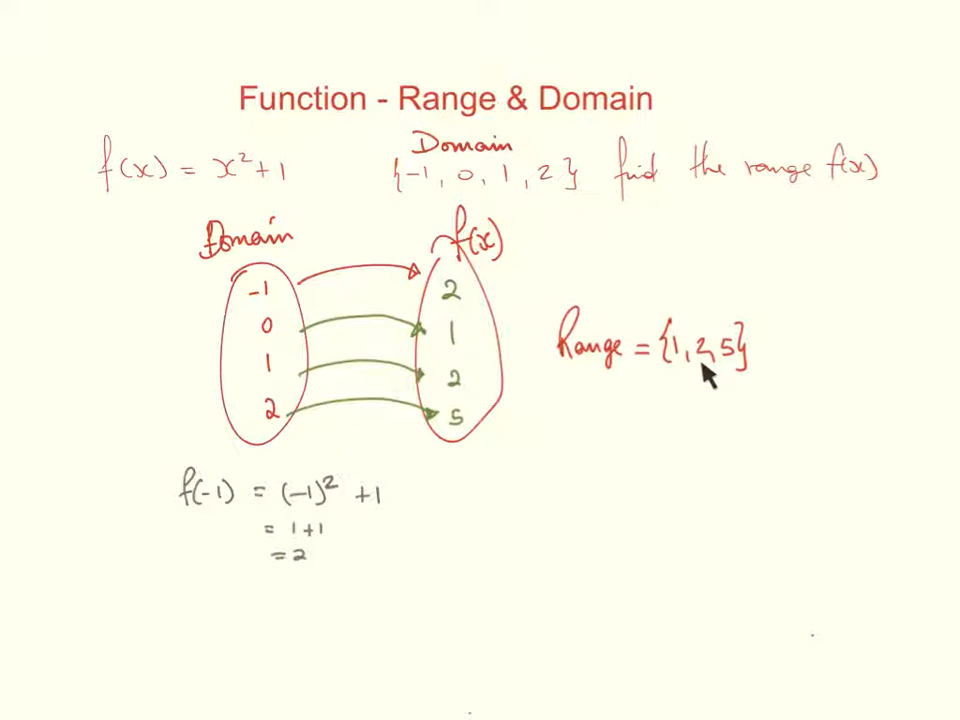 Function - Range & Domain
Domain
f(x) = x²+1 {-1, 0, 1, 2} find the range f(x)
Domain f(x)
-1 2
0 1
1 2
2 5
Range = {1, 2, 5}
f(-1) = (-1)² +1
= 1+1
= 2